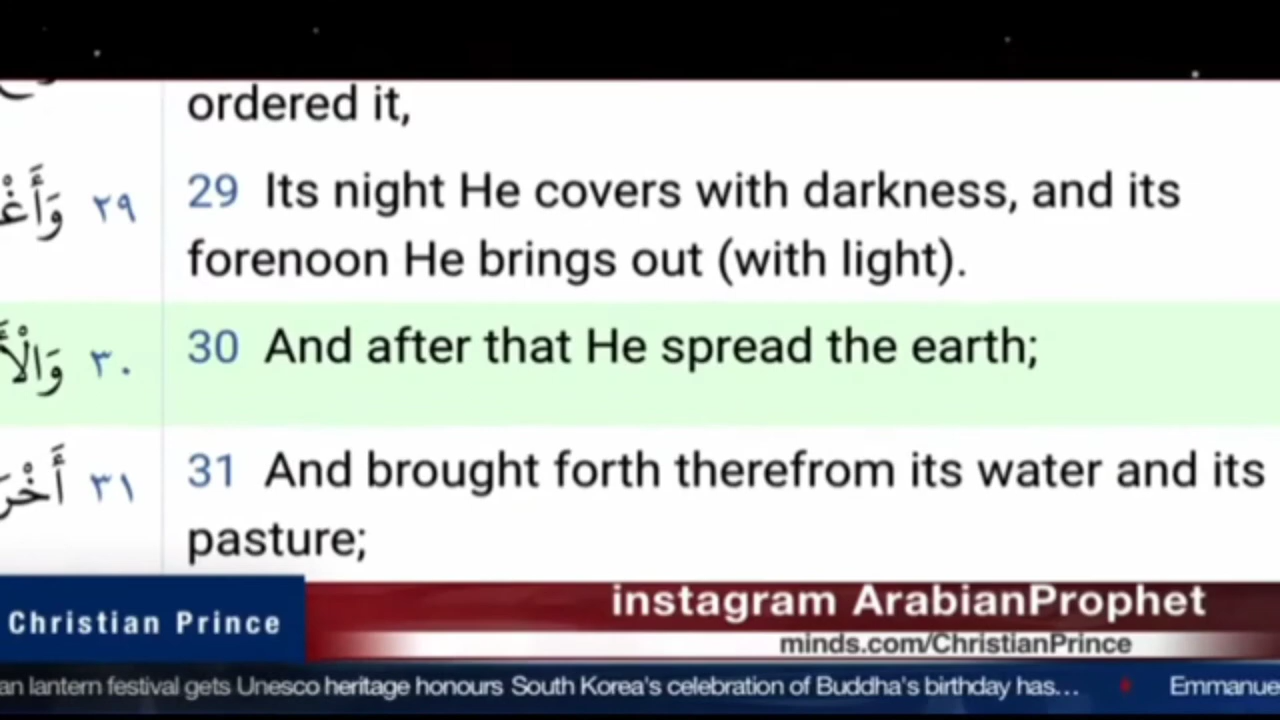 ordered it,
وَأَغْ ٢٩ 29 Its night He covers with darkness, and its
forenoon He brings out (with light).
٣٠ 30 And after that He spread the earth;
٣١ 31 And brought forth therefrom its water and its
pasture;
instagram ArabianProphet
Christian Prince
minds.com/ChristianPrince
an lantern festival gets Unesco heritage honours South Korea's celebration of Buddha's birthday has... Emmanue